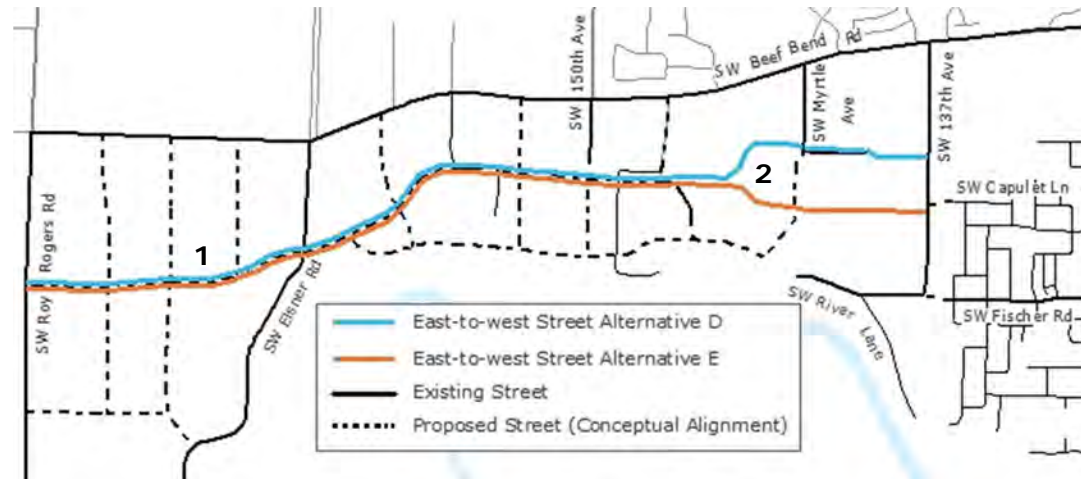 SW Beef Bend Rd
SW 150th Ave
SW Myrtle
Ave
SW 137th Ave
2
SW Capulet Ln
SW Roy Rogers Rd
1
SW Elsner Rd
SW River Lane
SW Fischer Rd
East-to-west Street Alternative D
East-to-west Street Alternative E
Existing Street
Proposed Street (Conceptual Alignment)